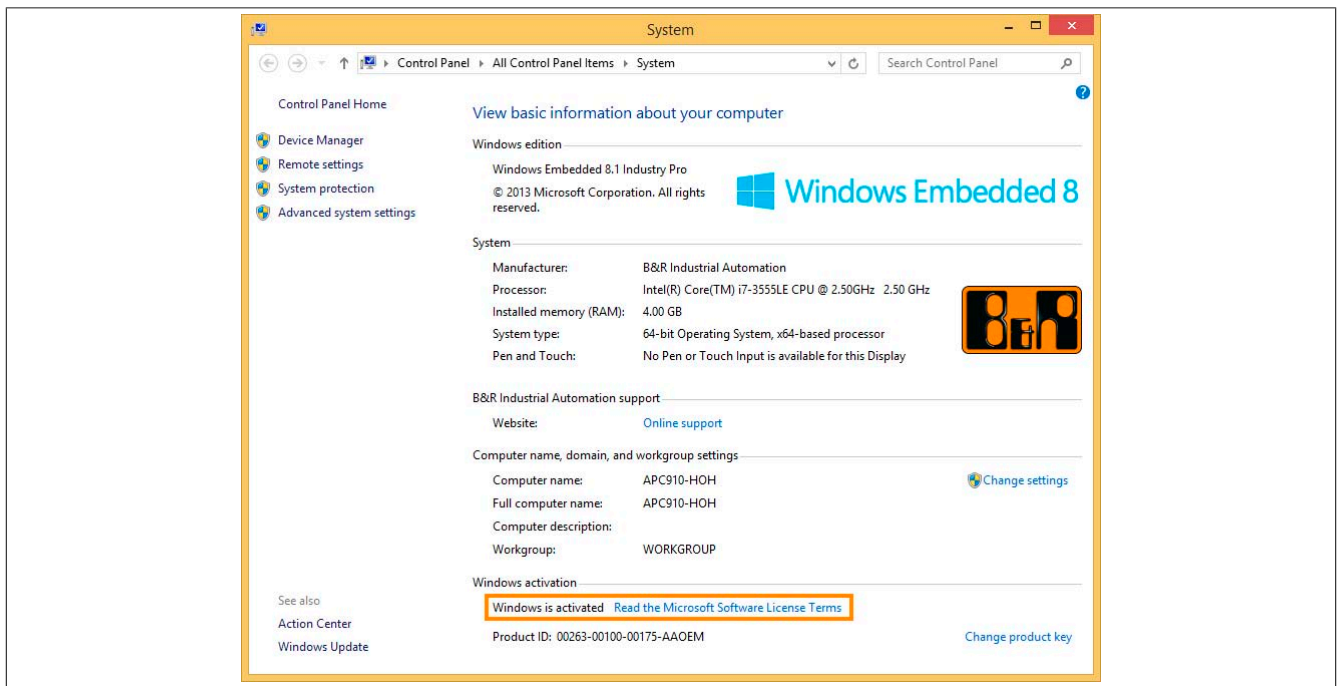 System
Control Panel ▸ All Control Panel Items ▸ System
Search Control Panel
Control Panel Home
Device Manager
Remote settings
System protection
Advanced system settings
See also
Action Center
Windows Update
View basic information about your computer
Windows edition
Windows Embedded 8.1 Industry Pro
© 2013 Microsoft Corporation. All rights
reserved.
Windows Embedded 8
System
Manufacturer: B&R Industrial Automation
Processor: Intel(R) Core(TM) i7-3555LE CPU @ 2.50GHz 2.50 GHz
Installed memory (RAM): 4.00 GB
System type: 64-bit Operating System, x64-based processor
Pen and Touch: No Pen or Touch Input is available for this Display
B&R
B&R Industrial Automation support
Website: Online support
Computer name, domain, and workgroup settings
Computer name: APC910-HOH
Change settings
Full computer name: APC910-HOH
Computer description:
Workgroup: WORKGROUP
Windows activation
Windows is activated Read the Microsoft Software License Terms
Product ID: 00263-00100-00175-AAOEM
Change product key